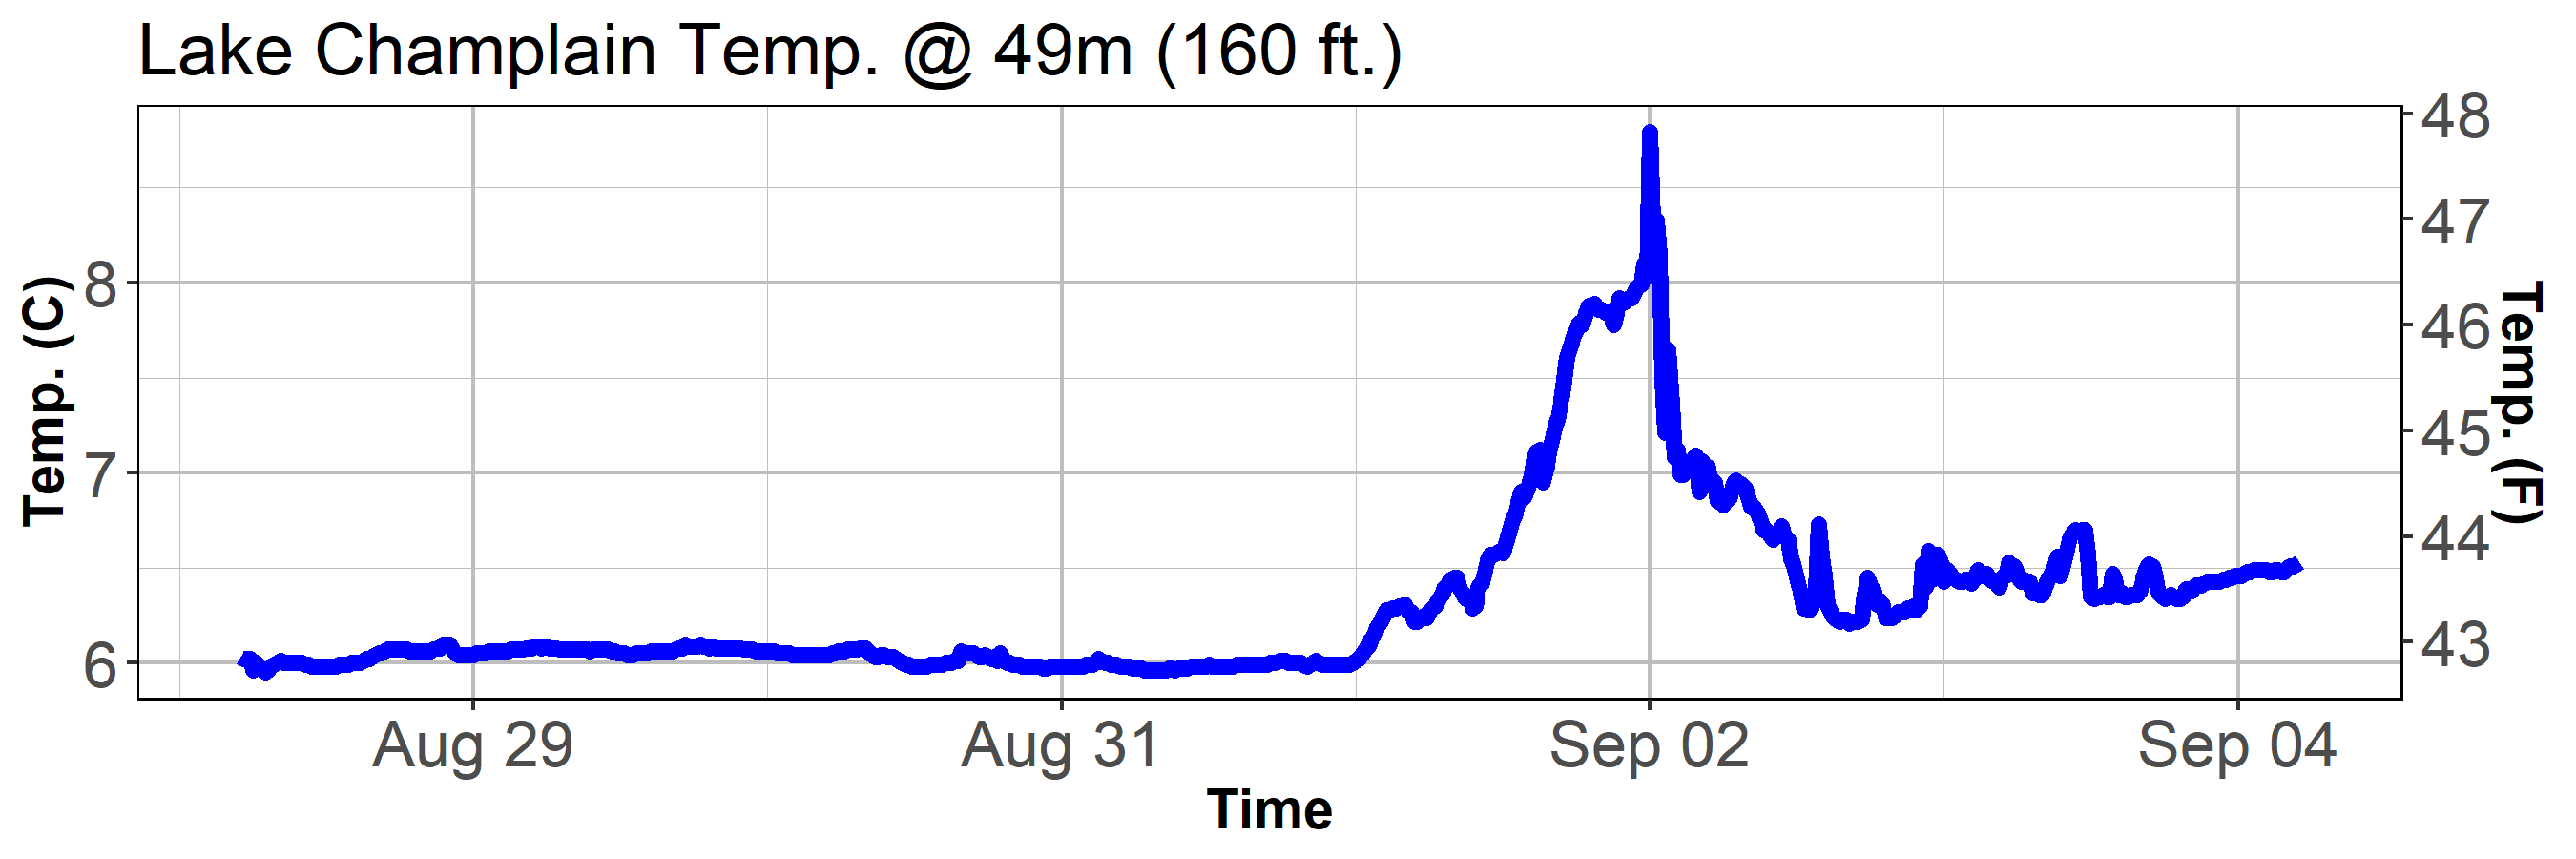 Lake Champlain Temp. @ 49m (160 ft.)
Temp. (C)
8
7
6
48
47
46
45
44
43
Temp. (F)
Aug 29 Aug 31 Sep 02 Sep 04
Time